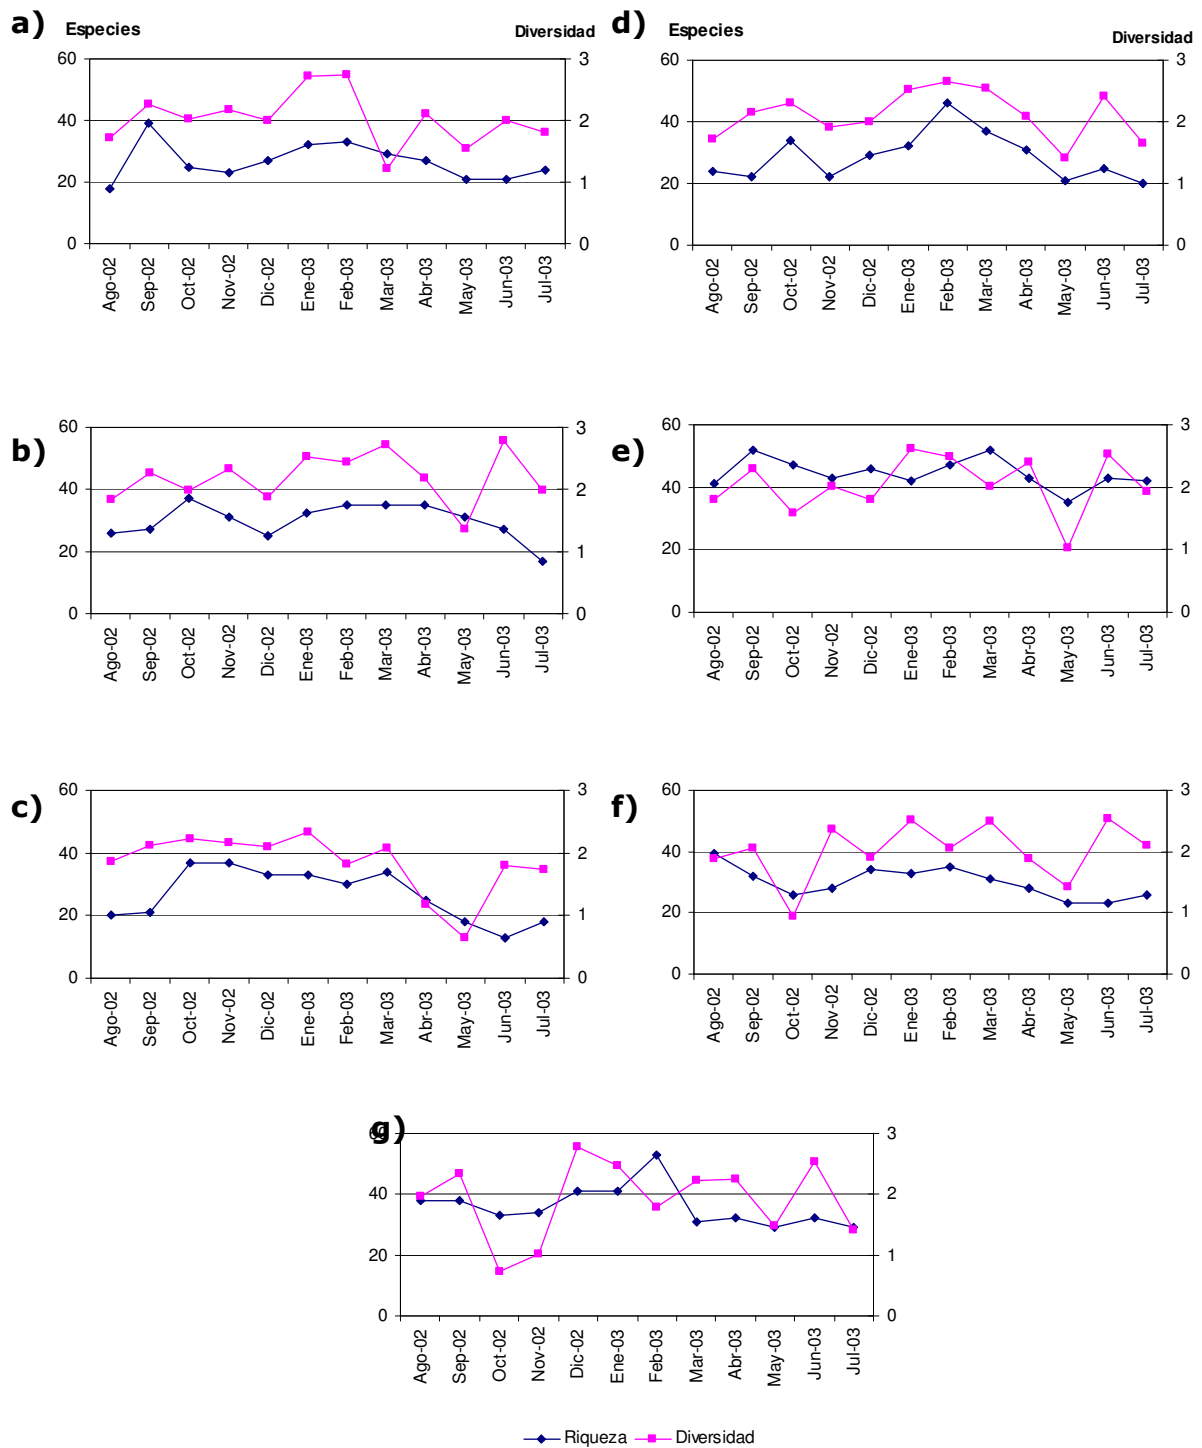 a) Especies Diversidad
60 3
40 2
20 1
0 0
Ago-02 Sep-02 Oct-02 Nov-02 Dic-02 Ene-03 Feb-03 Mar-03 Abr-03 May-03 Jun-03 Jul-03
d) Especies Diversidad
60 3
40 2
20 1
0 0
Ago-02 Sep-02 Oct-02 Nov-02 Dic-02 Ene-03 Feb-03 Mar-03 Abr-03 May-03 Jun-03 Jul-03
b)
60 3
40 2
20 1
0 0
Ago-02 Sep-02 Oct-02 Nov-02 Dic-02 Ene-03 Feb-03 Mar-03 Abr-03 May-03 Jun-03 Jul-03
e)
60 3
40 2
20 1
0 0
Ago-02 Sep-02 Oct-02 Nov-02 Dic-02 Ene-03 Feb-03 Mar-03 Abr-03 May-03 Jun-03 Jul-03
c)
60 3
40 2
20 1
0 0
Ago-02 Sep-02 Oct-02 Nov-02 Dic-02 Ene-03 Feb-03 Mar-03 Abr-03 May-03 Jun-03 Jul-03
f)
60 3
40 2
20 1
0 0
Ago-02 Sep-02 Oct-02 Nov-02 Dic-02 Ene-03 Feb-03 Mar-03 Abr-03 May-03 Jun-03 Jul-03
g)
60 3
40 2
20 1
0 0
Ago-02 Sep-02 Oct-02 Nov-02 Dic-02 Ene-03 Feb-03 Mar-03 Abr-03 May-03 Jun-03 Jul-03
Riqueza Diversidad